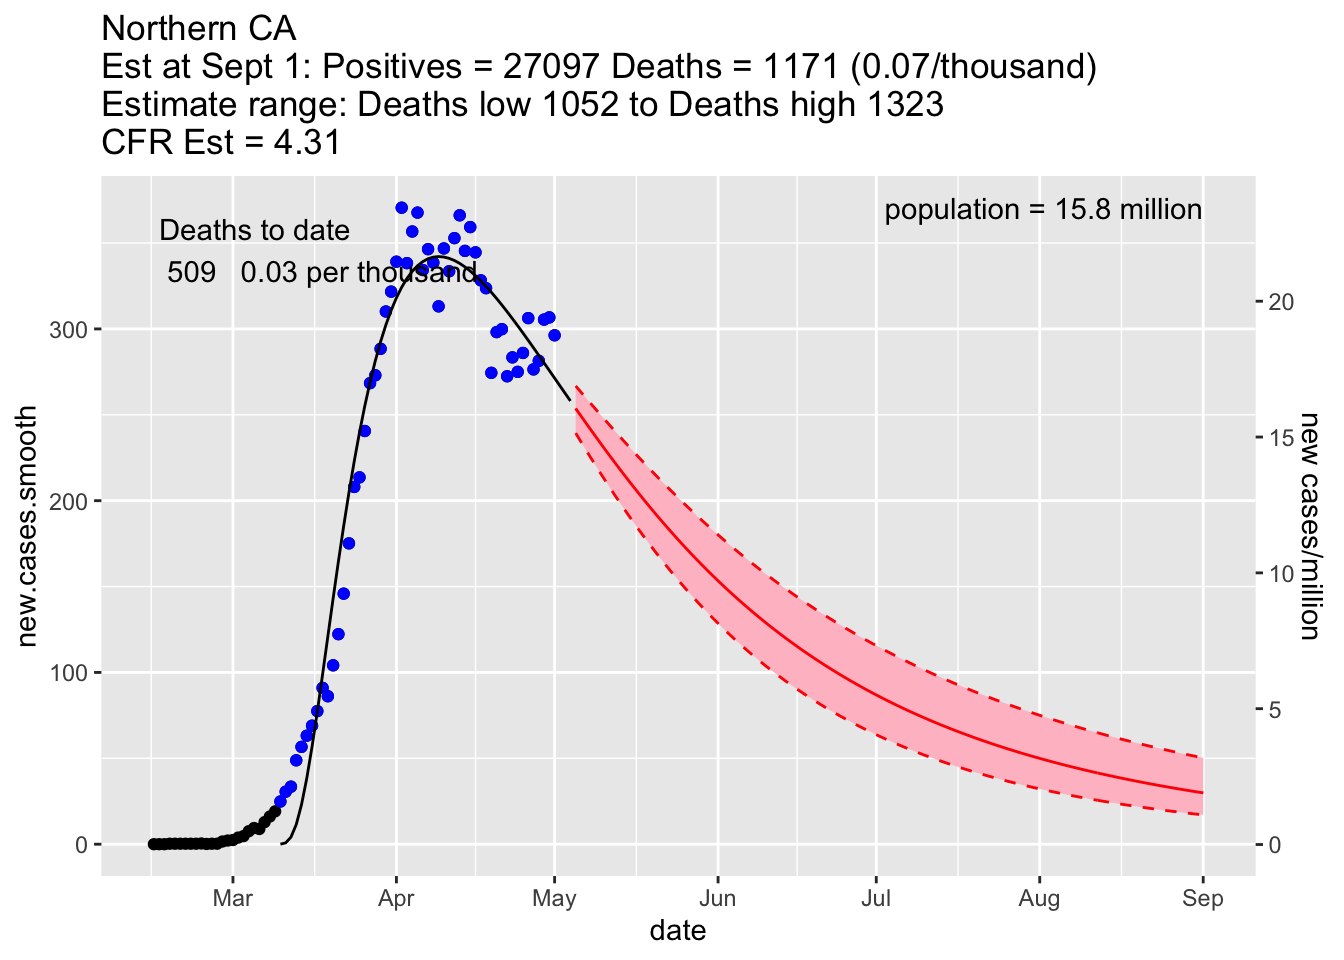 Northern CA
Est at Sept 1: Positives = 27097 Deaths = 1171 (0.07/thousand)
Estimate range: Deaths low 1052 to Deaths high 1323
CFR Est = 4.31
population = 15.8 million
Deaths to date
509 0.03 per thousand
300
200
100
0
new.cases.smooth
20
15
10
5
0
new cases/million
Mar Apr May Jun Jul Aug Sep
date